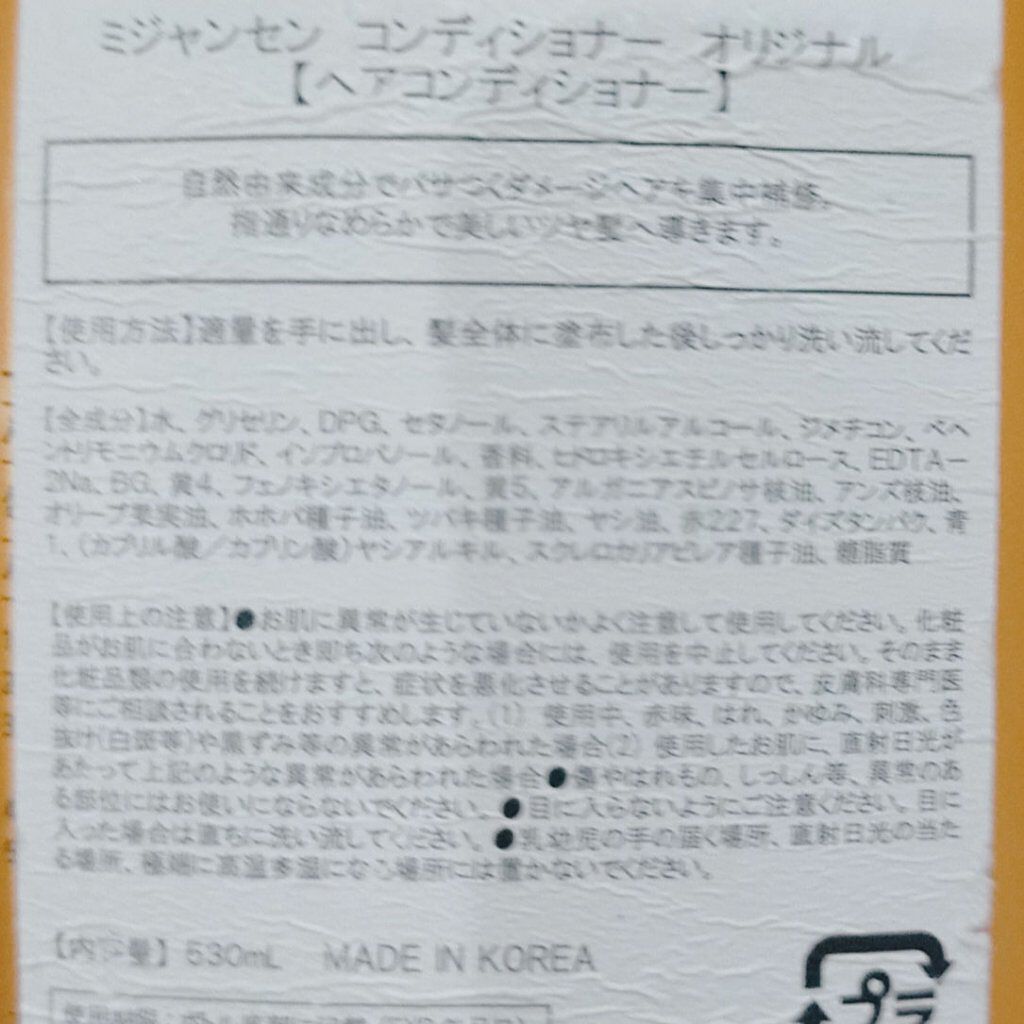 ミジャンセン コンディショナー オリジナル
【ヘアコンディショナー】
自然由来成分でパサつくダメージヘアを集中補修。
指通りなめらかで美しいツヤ髪へ導きます。
【使用方法】適量を手に出し、髪全体に塗布した後しっかり洗い流してくだ
さい。
【全成分】水、グリセリン、DPG、セタノール、ステアリルアルコール、ジメチコン、ベヘ
ントリモニウムクロリド、イソプロパノール、香料、ヒドロキシエチルセルロース、EDTA-
2Na、BG、黄4、フェノキシエタノール、黄5、アルガニアスピノサ核油、アンズ核油、
オリーブ果実油、ホホバ種子油、ツバキ種子油、ヤシ油、赤227、ダイズタンパク、青
1、(カプリル酸/カプリン酸)ヤシアルキル、スクレロカリアビレア種子油、糖脂質
【使用上の注意】●お肌に異常が生じていないかよく注意して使用してください。化粧
品がお肌に合わないとき即ち次のような場合には、使用を中止してください。そのまま
化粧品類の使用を続けますと、症状を悪化させることがありますので、皮膚科専門医
等にご相談されることをおすすめします。(1) 使用中、赤味、はれ、かゆみ、刺激、色
抜け(白斑等)や黒ずみ等の異常があらわれた場合(2) 使用したお肌に、直射日光が
あたって上記のような異常があらわれた場合●傷やはれもの、しっしん等、異常のあ
る部位にはお使いにならないでください。●目に入らないようにご注意ください。目に
入った場合は直ちに洗い流してください。●乳幼児の手の届く場所、直射日光の当た
る場所、極端に高温多湿になる場所には置かないでください。
【内容量】530mL MADE IN KOREA
プラ